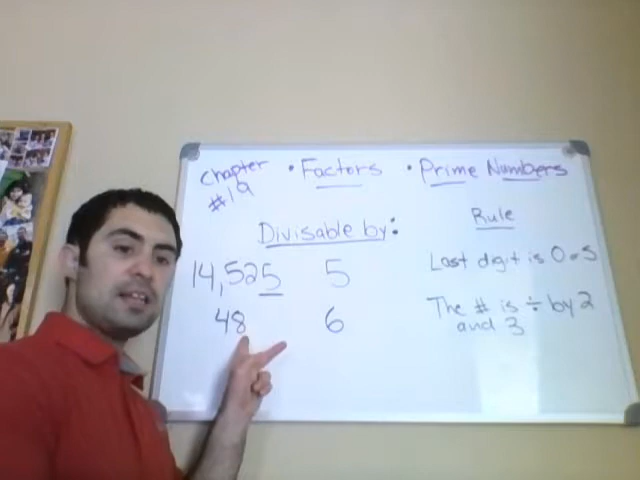 Chapter #19
• Factors • Prime Numbers
Divisable by:
Rule
14,525 5 Last digit is 0 or 5
48 6 The # is ÷ by 2
and 3